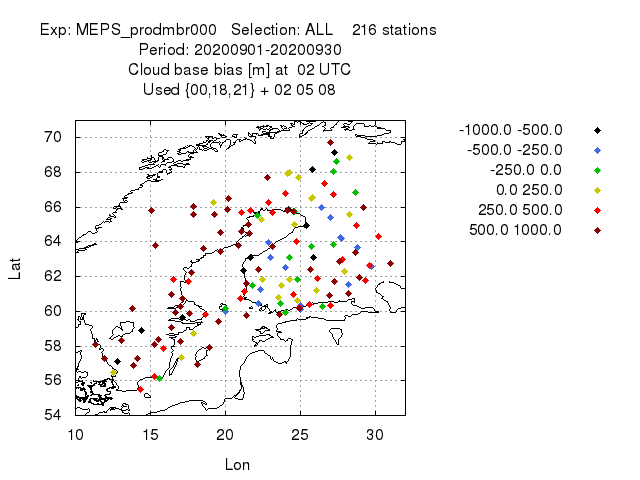 Exp: MEPS_prodmbr000 Selection: ALL 216 stations
Period: 20200901-20200930
Cloud base bias [m] at 02 UTC
Used {00,18,21} + 02 05 08
70
68
66
64
62
60
58
56
54
Lat
10 15 20 25 30
Lon
-1000.0 -500.0
-500.0 -250.0
-250.0 0.0
0.0 250.0
250.0 500.0
500.0 1000.0